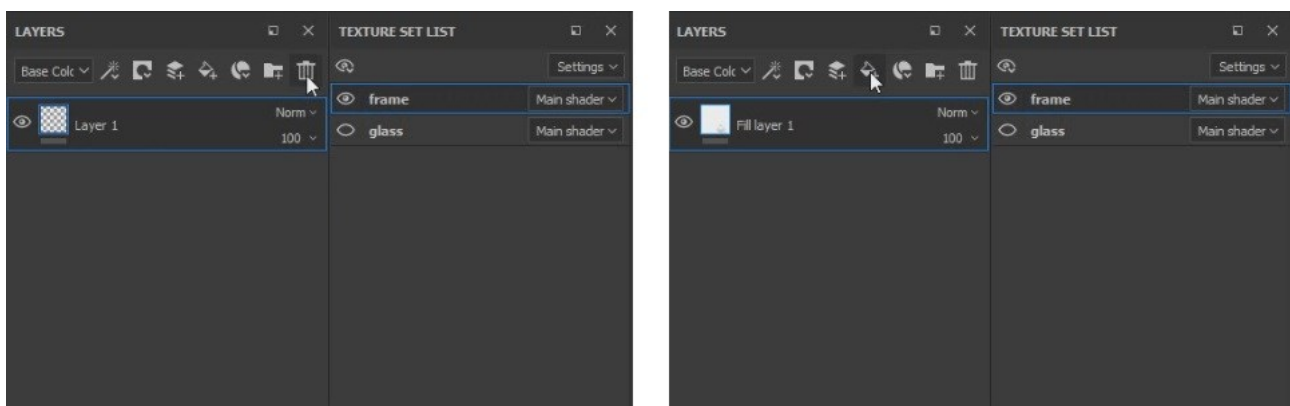 LAYERS
TEXTURE SET LIST
Base Colc
Settings
frame
Main shader
Layer 1
Norm
100
glass
Main shader
LAYERS
TEXTURE SET LIST
Base Colc
Settings
frame
Main shader
Fill layer 1
Norm
100
glass
Main shader